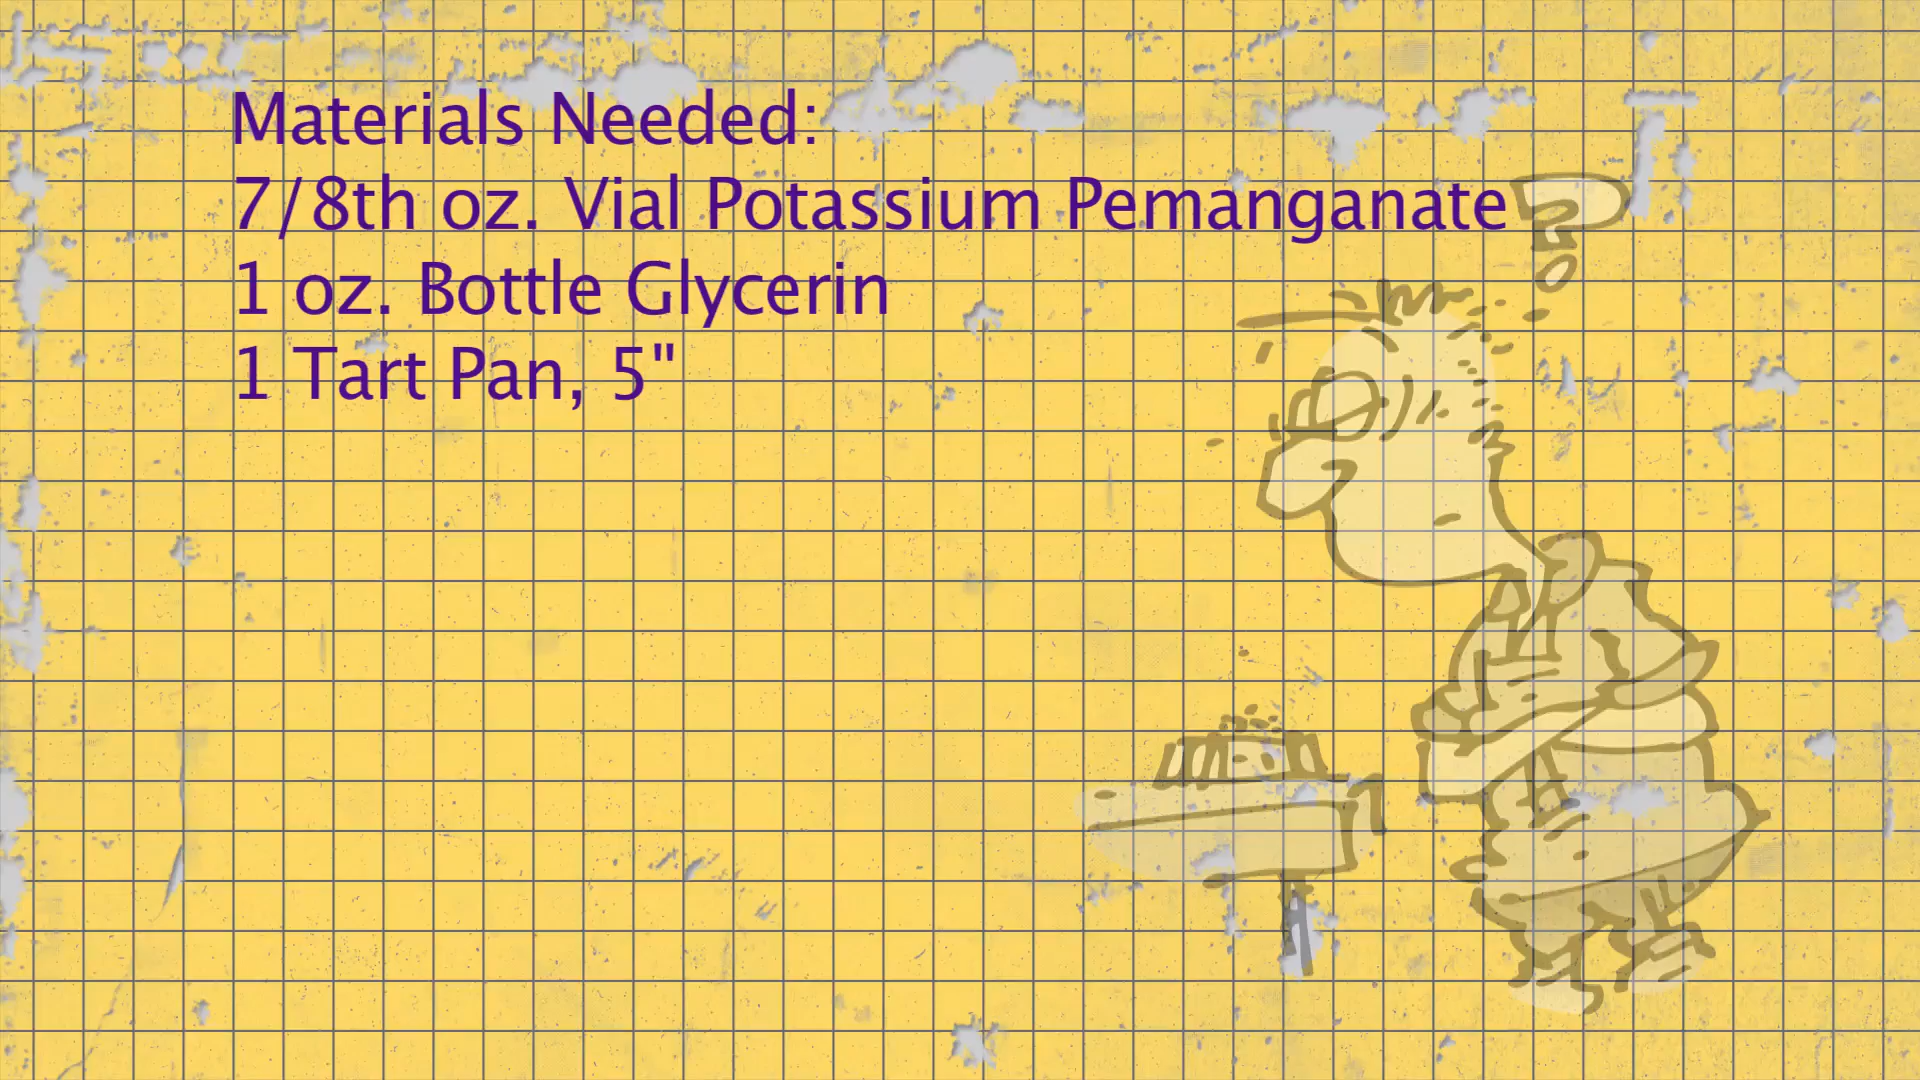 Materials Needed:
7/8th oz. Vial Potassium Pemanganate
1 oz. Bottle Glycerin
1 Tart Pan, 5"
?